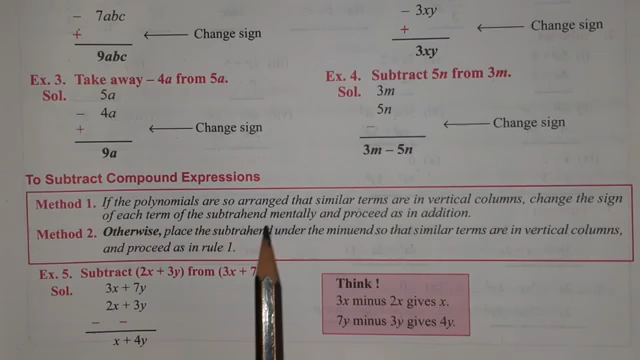 – 7abc
+ ← Change sign
9abc
– 3xy
+ ← Change sign
3xy
Ex. 3. Take away – 4a from 5a.
Sol. 5a
– 4a
+ ← Change sign
9a
Ex. 4. Subtract 5n from 3m.
Sol. 3m
5n
– ← Change sign
3m – 5n
To Subtract Compound Expressions
Method 1. If the polynomials are so arranged that similar terms are in vertical columns, change the sign
of each term of the subtrahend mentally and proceed as in addition.
Method 2. Otherwise, place the subtrahend under the minuend so that similar terms are in vertical columns,
and proceed as in rule 1.
Ex. 5. Subtract (2x + 3y) from (3x + 7
Sol. 3x + 7y
2x + 3y
– –
x + 4y
Think !
3x minus 2x gives x.
7y minus 3y gives 4y.